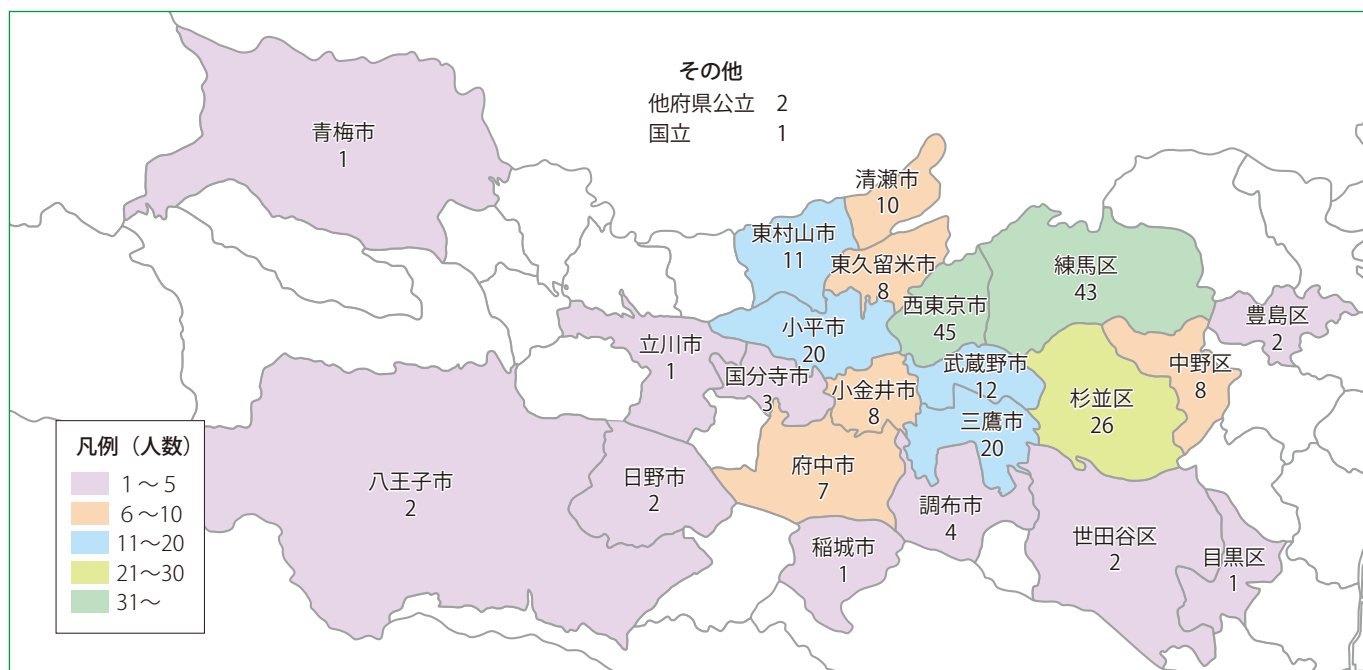 その他
他府県公立 2
国立 1
青梅市
1
清瀬市
10
東村山市
11
東久留米市
8
西東京市
45
練馬区
43
豊島区
2
小平市
20
立川市
1
国分寺市
3
小金井市
8
武蔵野市
12
三鷹市
20
杉並区
26
中野区
8
八王子市
2
日野市
2
府中市
7
調布市
4
稲城市
1
世田谷区
2
目黒区
1
凡例（人数）
1～5
6～10
11～20
21～30
31～